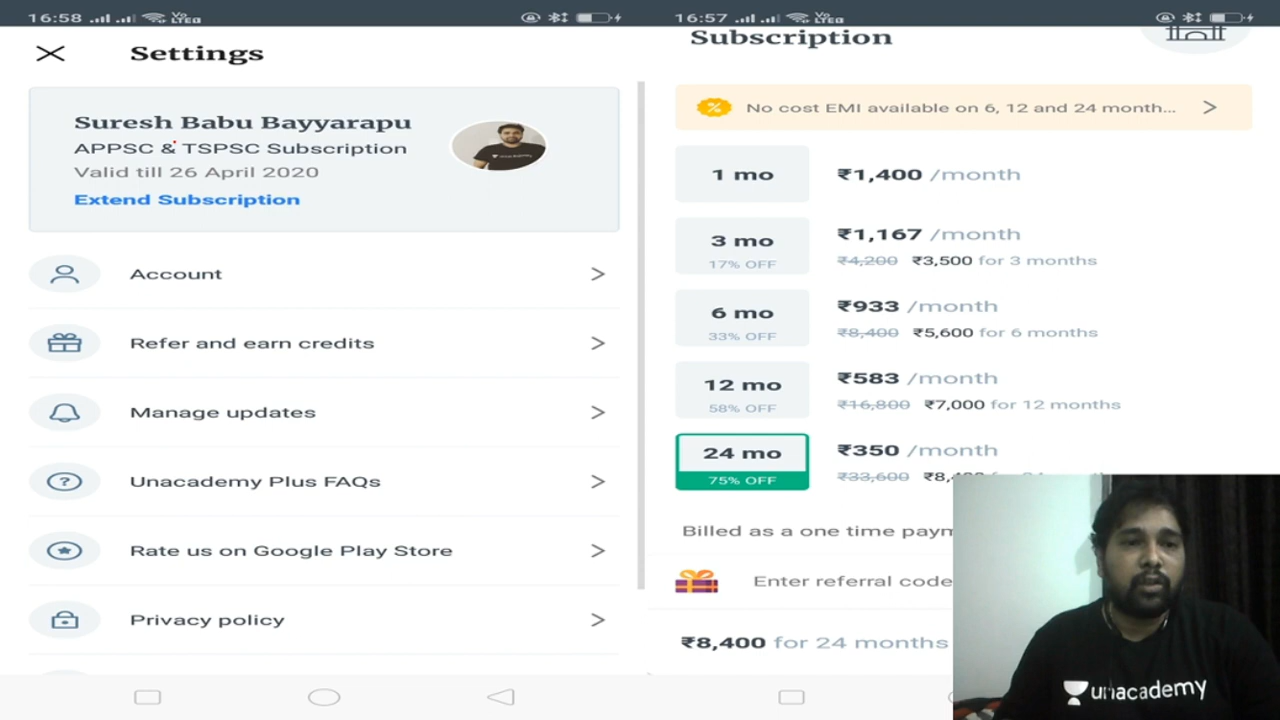 16:58
Vo
LTE
Settings
Suresh Babu Bayyarapu
APPSC & TSPSC Subscription
Valid till 26 April 2020
Extend Subscription
Account
Refer and earn credits
Manage updates
Unacademy Plus FAQs
Rate us on Google Play Store
Privacy policy
16:57
Vo
LTE
Subscription
No cost EMI available on 6, 12 and 24 month...
1 mo
₹1,400 /month
3 mo
17% OFF
₹1,167 /month
₹4,200 ₹3,500 for 3 months
6 mo
33% OFF
₹933 /month
₹8,400 ₹5,600 for 6 months
12 mo
58% OFF
₹583 /month
₹16,800 ₹7,000 for 12 months
24 mo
75% OFF
₹350 /month
₹33,600
Billed as a one time
Enter referral code
₹8,400 for 24 months
unacademy